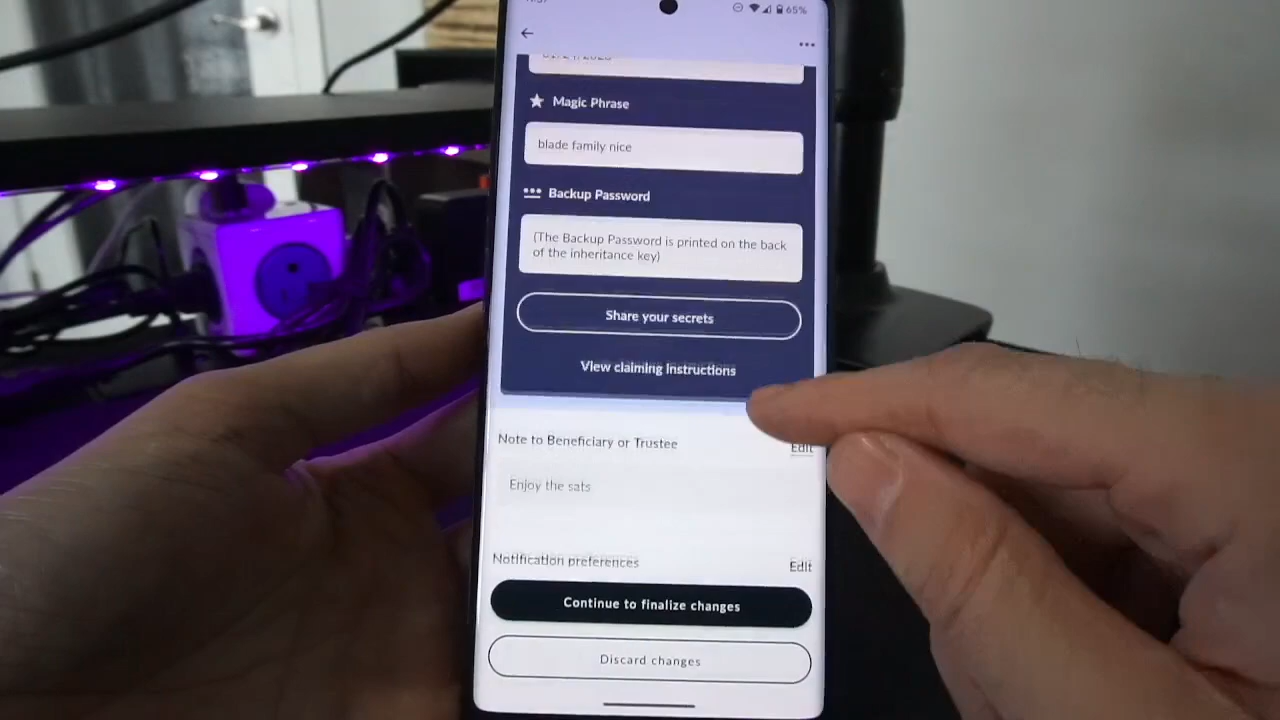 65%
Magic Phrase
blade family nice
Backup Password
(The Backup Password is printed on the back
of the inheritance key)
Share your secrets
View claiming instructions
Note to Beneficiary or Trustee
Edit
Enjoy the sats
Notification preferences
Edit
Continue to finalize changes
Discard changes